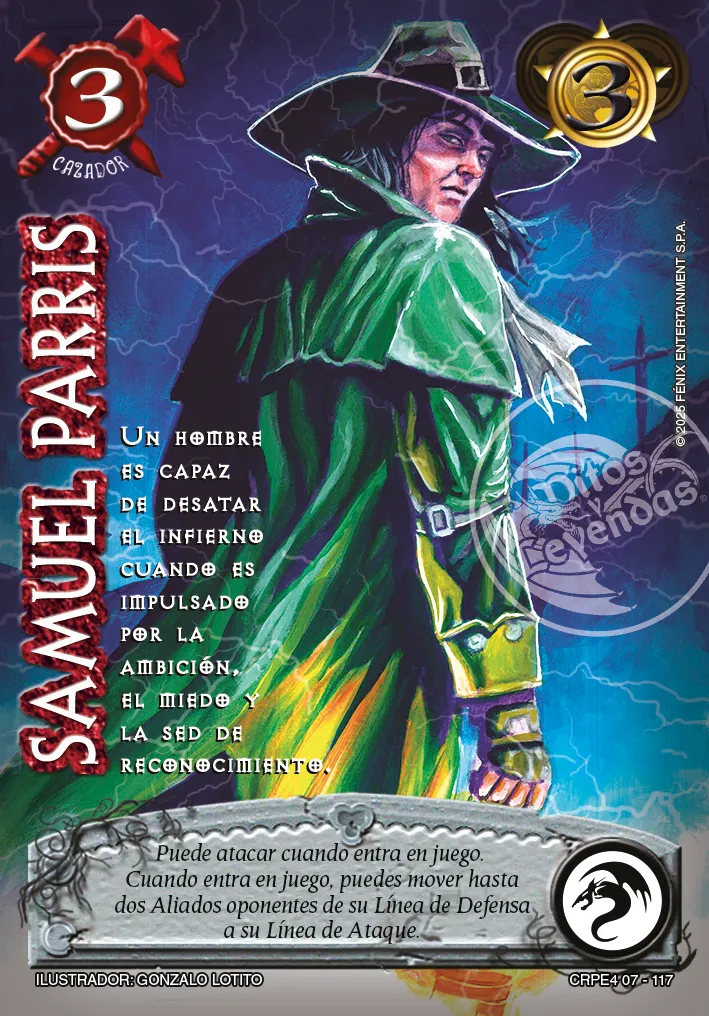 3
CAZADOR
3
SAMUEL PARRIS
UN HOMBRE
ES CAPAZ
DE DESATAR
EL INFIERNO
CUANDO ES
IMPULSADO
POR LA
AMBICIÓN,
EL MIEDO Y
LA SED DE
RECONOCIMIENTO.
© 2025 FÉNIX ENTERTAINMENT S.P.A.
Mitos
y
Leyendas®
Puede atacar cuando entra en juego.
Cuando entra en juego, puedes mover hasta
dos Aliados oponentes de su Línea de Defensa
a su Línea de Ataque.
ILUSTRADOR: GONZALO LOTITO
CRPE4 07 - 117